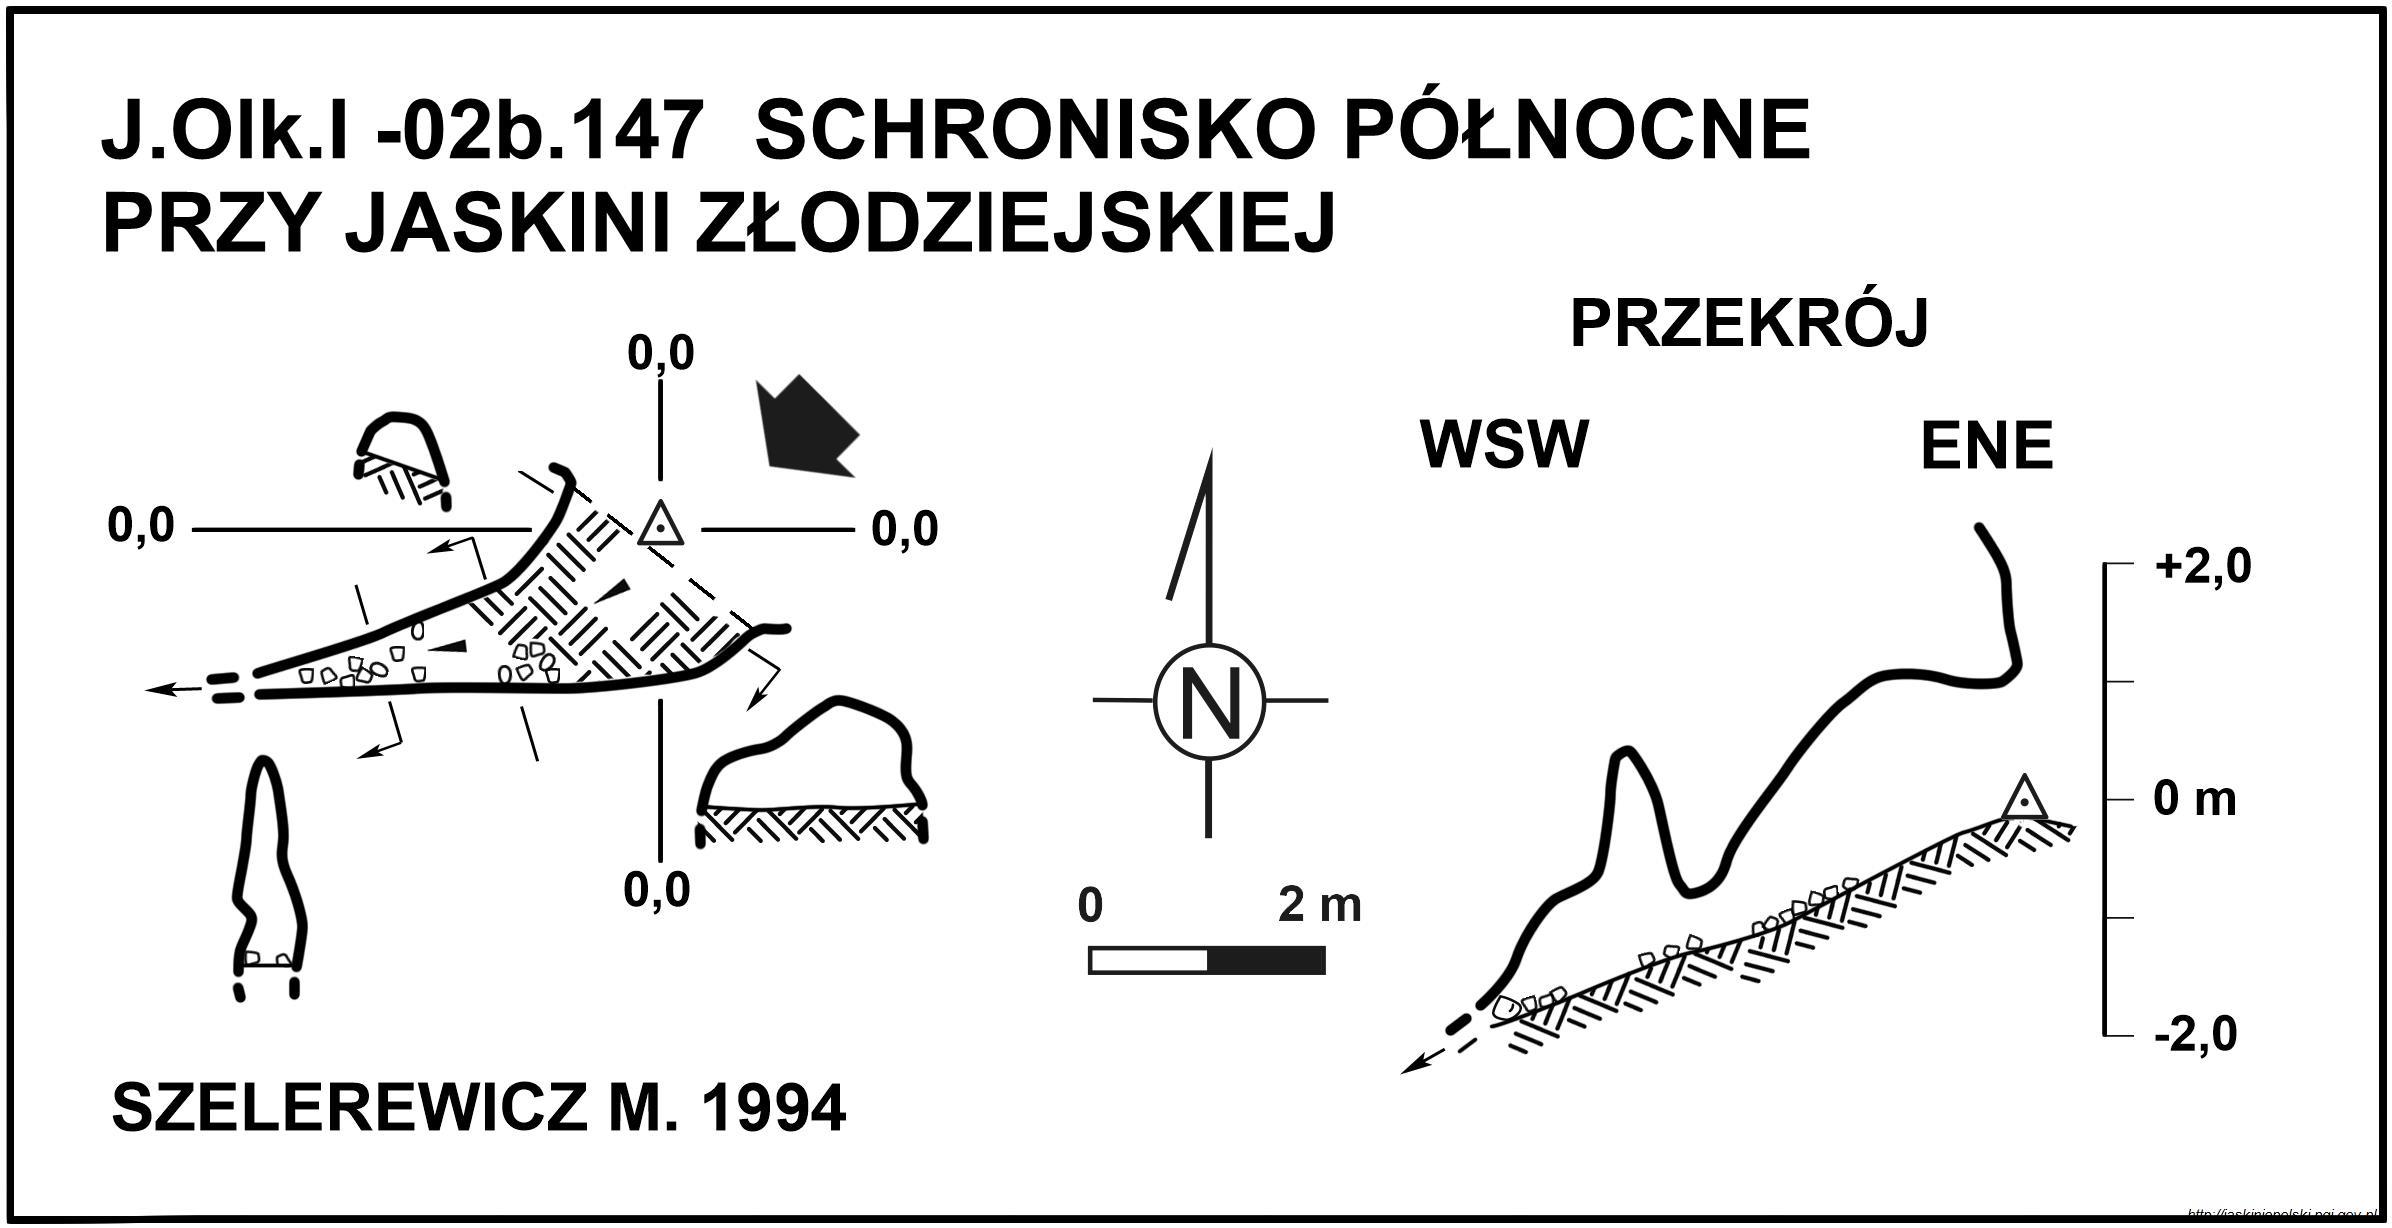 J.Olk.I -02b.147 SCHRONISKO PÓŁNOCNE
PRZY JASKINI ZŁODZIEJSKIEJ
PRZEKRÓJ
WSW ENE
0,0
0,0
0,0
0,0
N
0 2 m
+2,0
0 m
-2,0
SZELEREWICZ M. 1994
http://jaskiniepolski.pgi.gov.pl